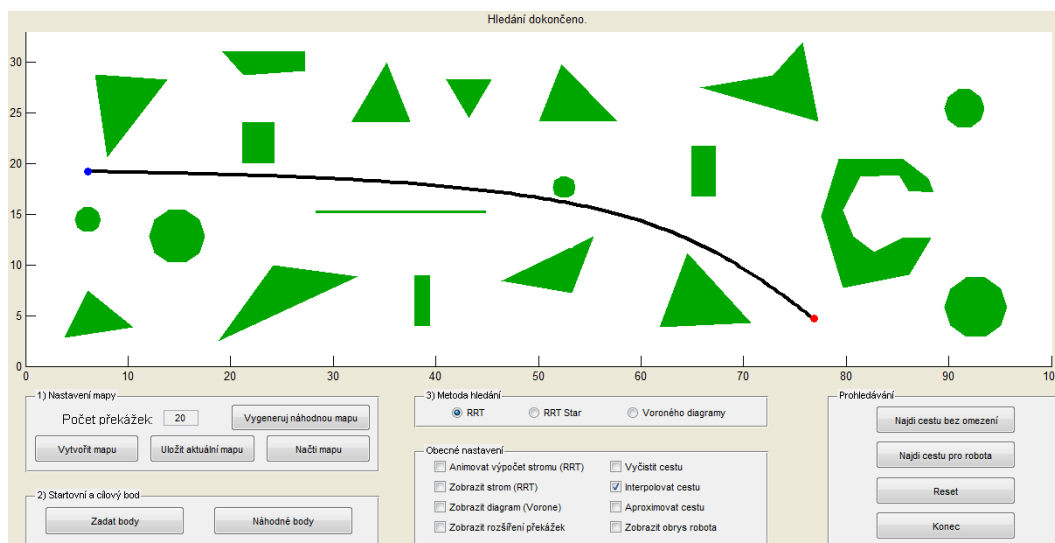 Hledání dokončeno.
30
25
20
15
10
5
0
0 10 20 30 40 50 60 70 80 90 100
1) Nastavení mapy
Počet překážek: 20 Vygeneruj náhodnou mapu
Vytvořit mapu Uložit aktuální mapu Načti mapu
2) Startovní a cílový bod
Zadat body Náhodné body
3) Metoda hledání
RRT RRT Star Voroného diagramy
Obecné nastavení
Animovat výpočet stromu (RRT) Vyčistit cestu
Zobrazit strom (RRT) Interpolovat cestu
Zobrazit diagram (Vorone) Aproximovat cestu
Zobrazit rozšíření překážek Zobrazit obrys robota
Prohledávání
Najdi cestu bez omezení
Najdi cestu pro robota
Reset
Konec